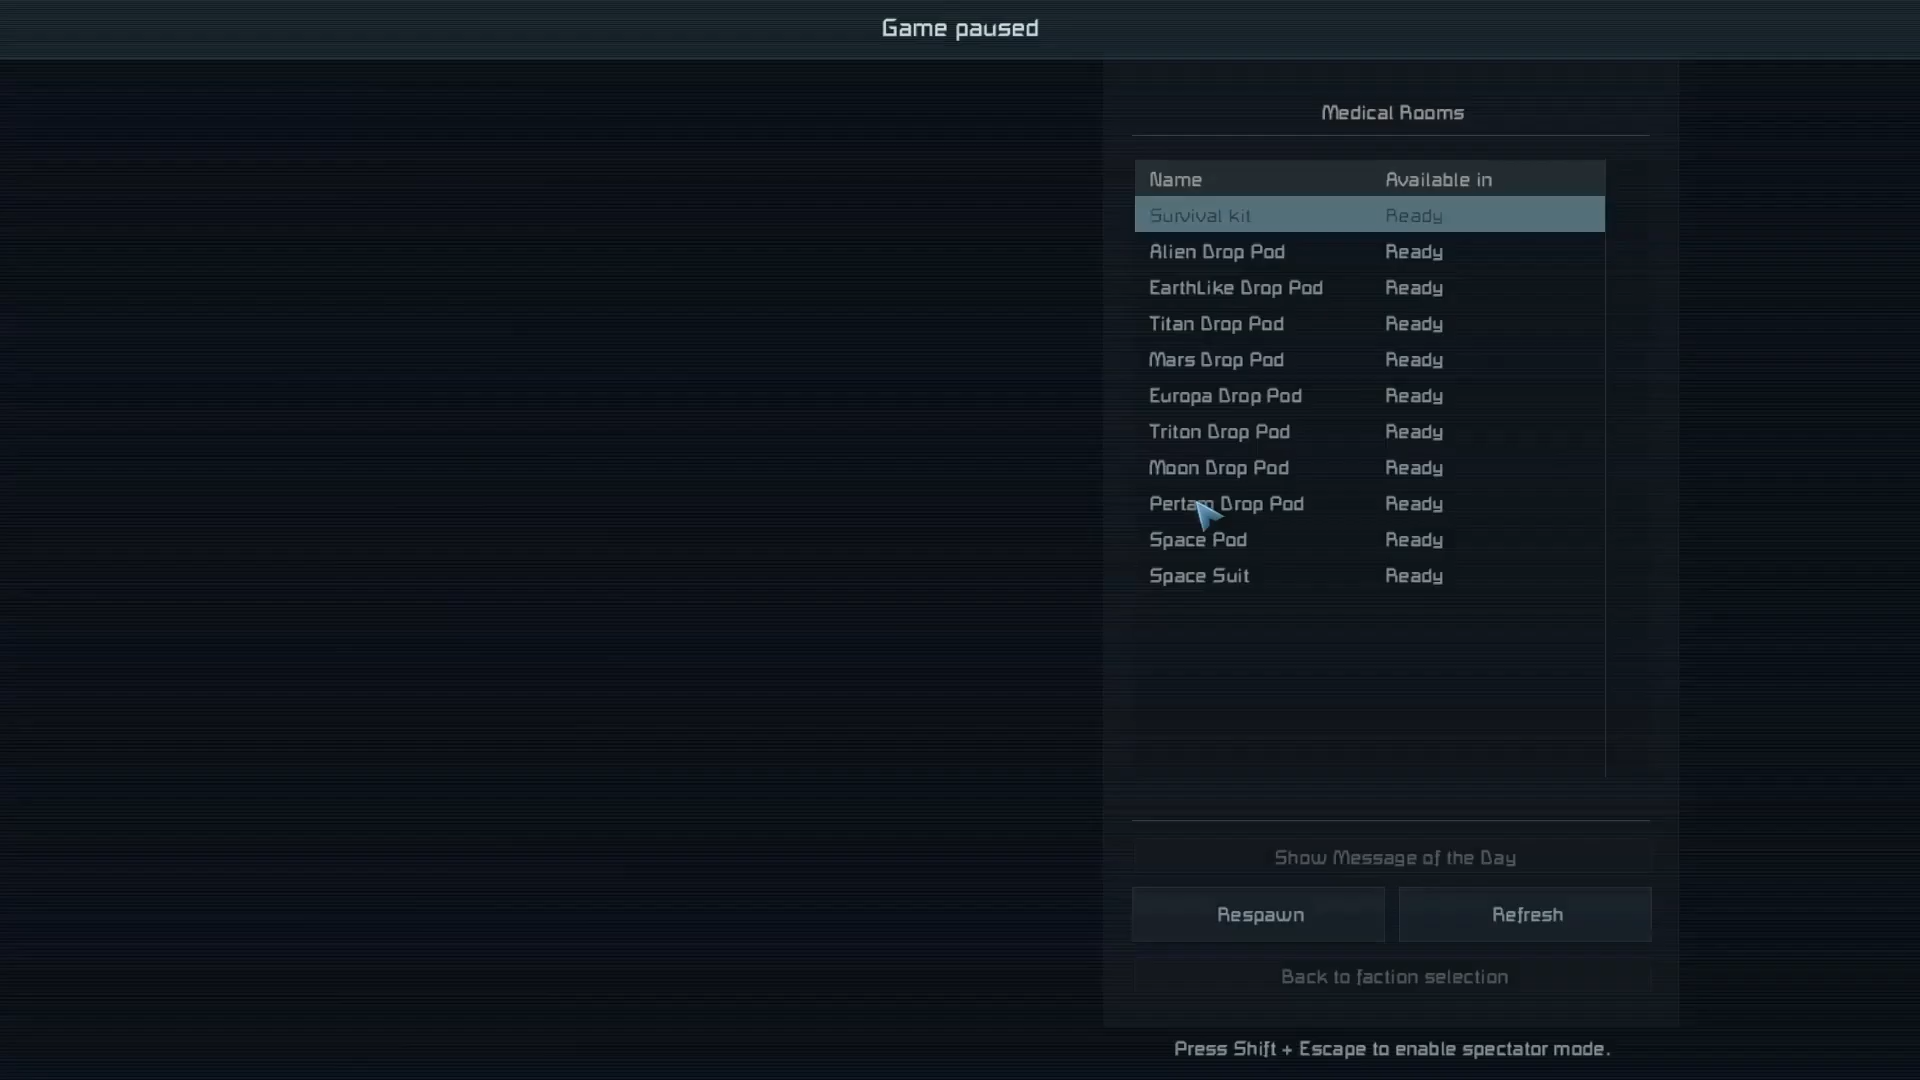 Game paused
Medical Rooms
Name Available in
Survival kit Ready
Alien Drop Pod Ready
EarthLike Drop Pod Ready
Titan Drop Pod Ready
Mars Drop Pod Ready
Europa Drop Pod Ready
Triton Drop Pod Ready
Moon Drop Pod Ready
Pertam Drop Pod Ready
Space Pod Ready
Space Suit Ready
Show Message of the Day
Respawn Refresh
Back to faction selection
Press Shift + Escape to enable spectator mode.